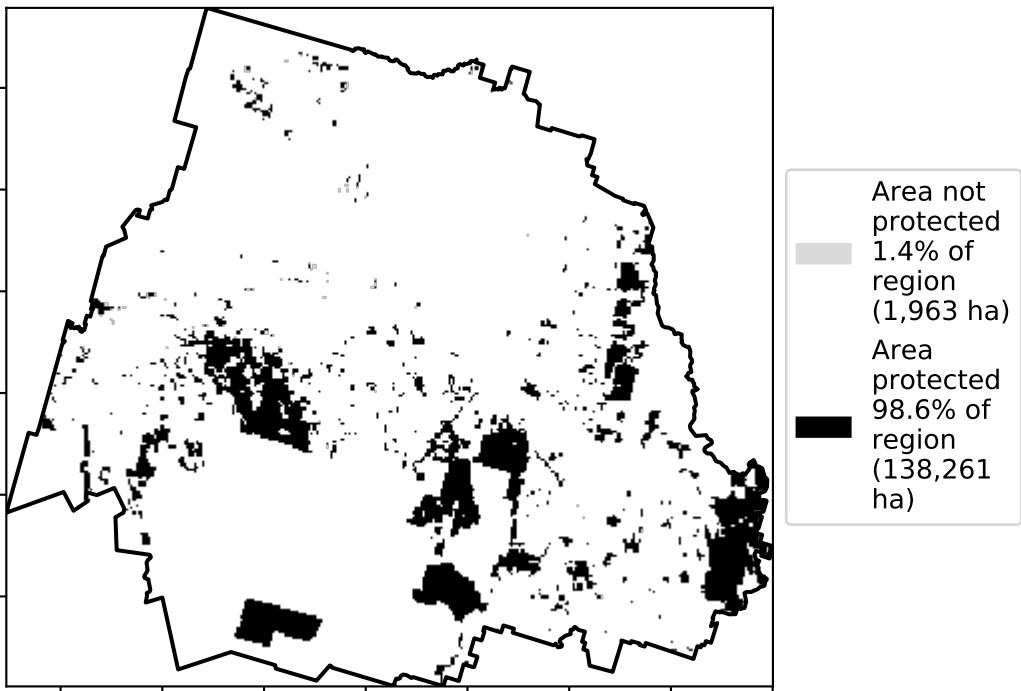 Area not
protected
1.4% of
region
(1,963 ha)
Area
protected
98.6% of
region
(138,261
ha)